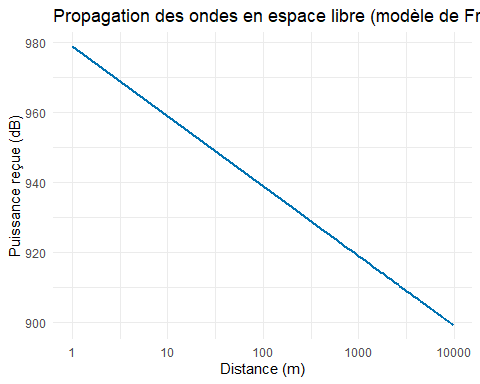 Propagation des ondes en espace libre (modèle de Fr
980
960
940
920
900
Puissance reçue (dB)
1 10 100 1000 10000
Distance (m)